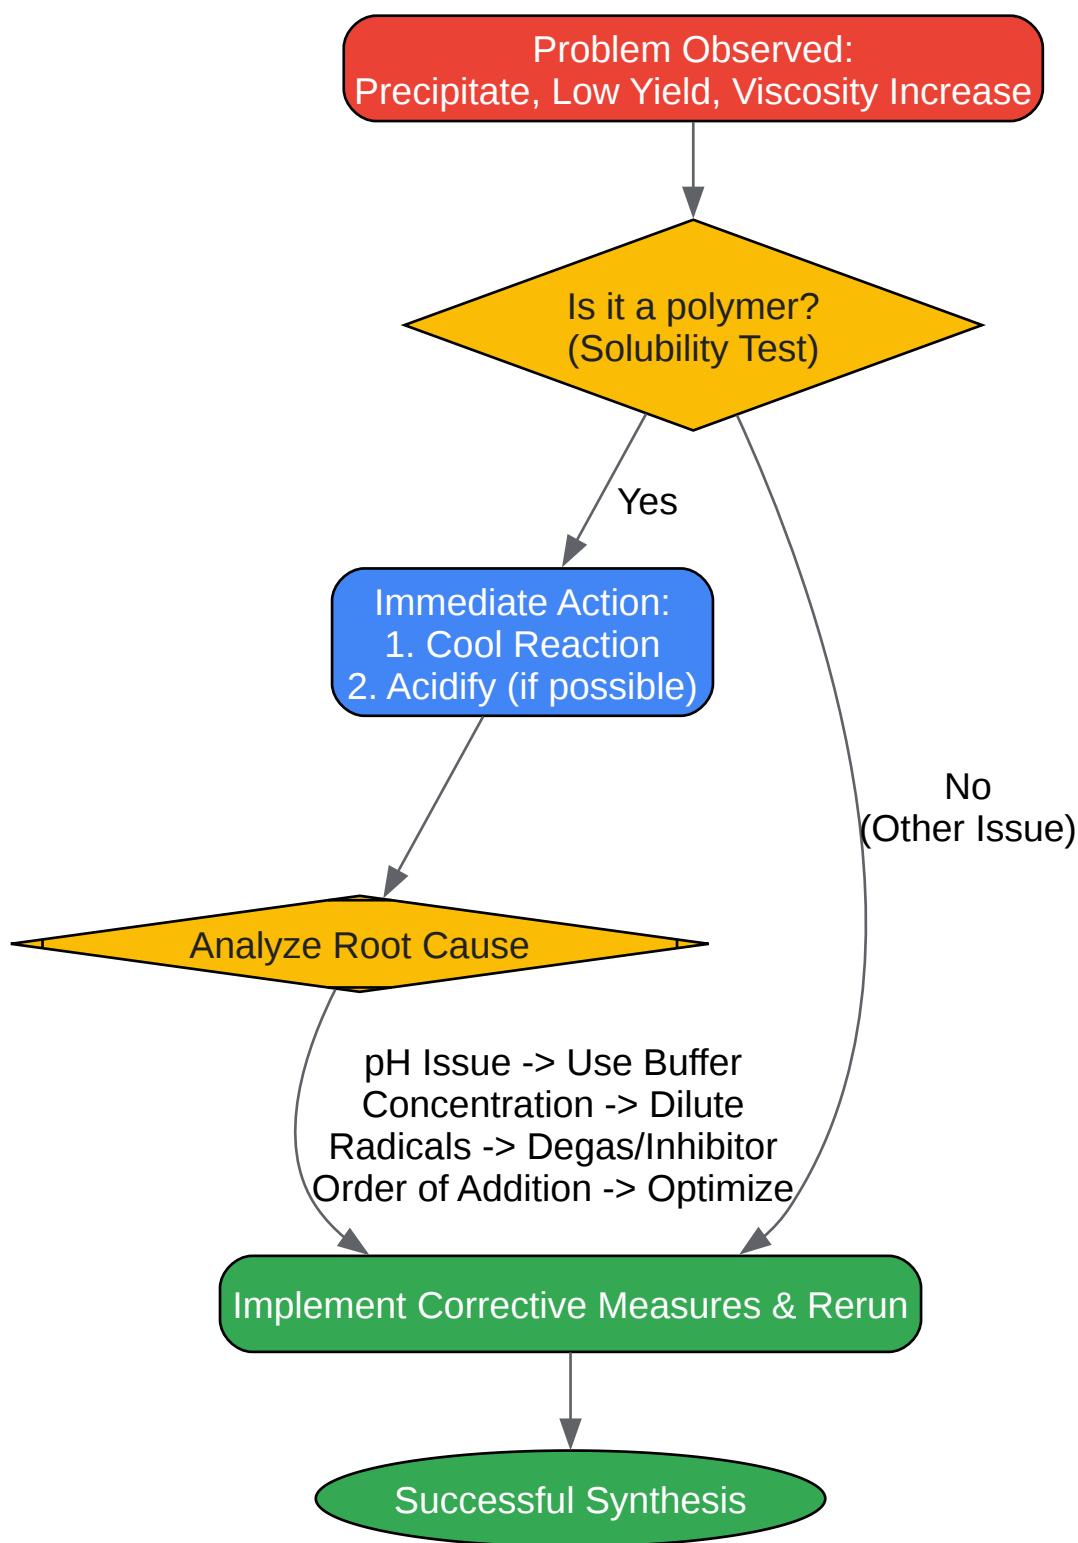 Problem Observed:
Precipitate, Low Yield, Viscosity Increase
Is it a polymer?
(Solubility Test)
Yes
Immediate Action:
1. Cool Reaction
2. Acidify (if possible)
No
(Other Issue)
Analyze Root Cause
pH Issue -> Use Buffer
Concentration -> Dilute
Radicals -> Degas/Inhibitor
Order of Addition -> Optimize
Implement Corrective Measures & Rerun
Successful Synthesis